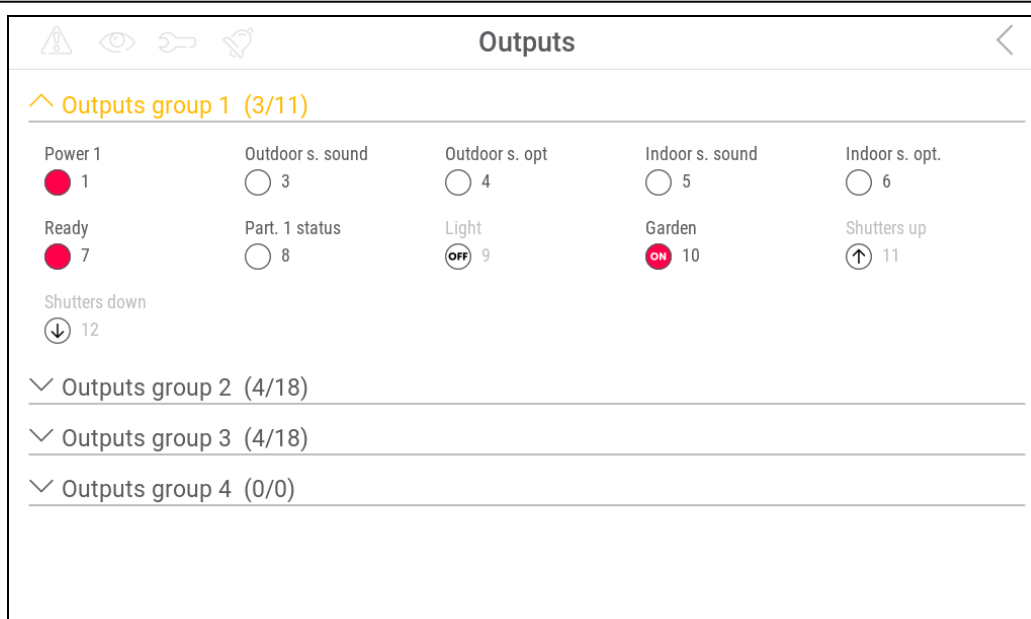 Outputs
Outputs group 1 (3/11)
Power 1 Outdoor s. sound Outdoor s. opt Indoor s. sound Indoor s. opt.
1 3 4 5 6
Ready Part. 1 status Light Garden Shutters up
7 8 OFF 9 ON 10 11
Shutters down
12
Outputs group 2 (4/18)
Outputs group 3 (4/18)
Outputs group 4 (0/0)